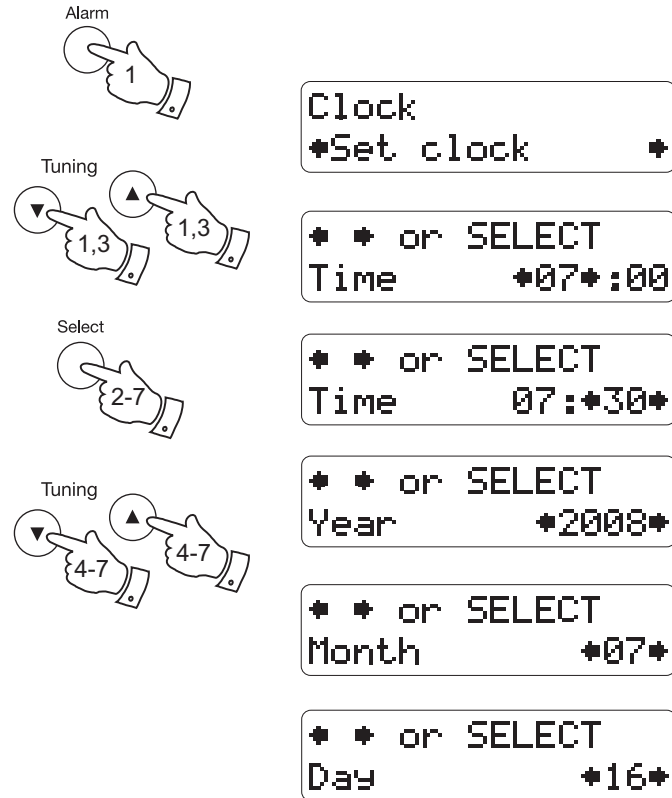 Alarm
1
Tuning
▼ ▲
1,3 1,3
Select
2-7
Tuning
▼ ▲
4-7 4-7
Clock
Set clock
or SELECT
Time 07:00
or SELECT
Time 07:30
or SELECT
Year 2008
or SELECT
Month 07
or SELECT
Day 16